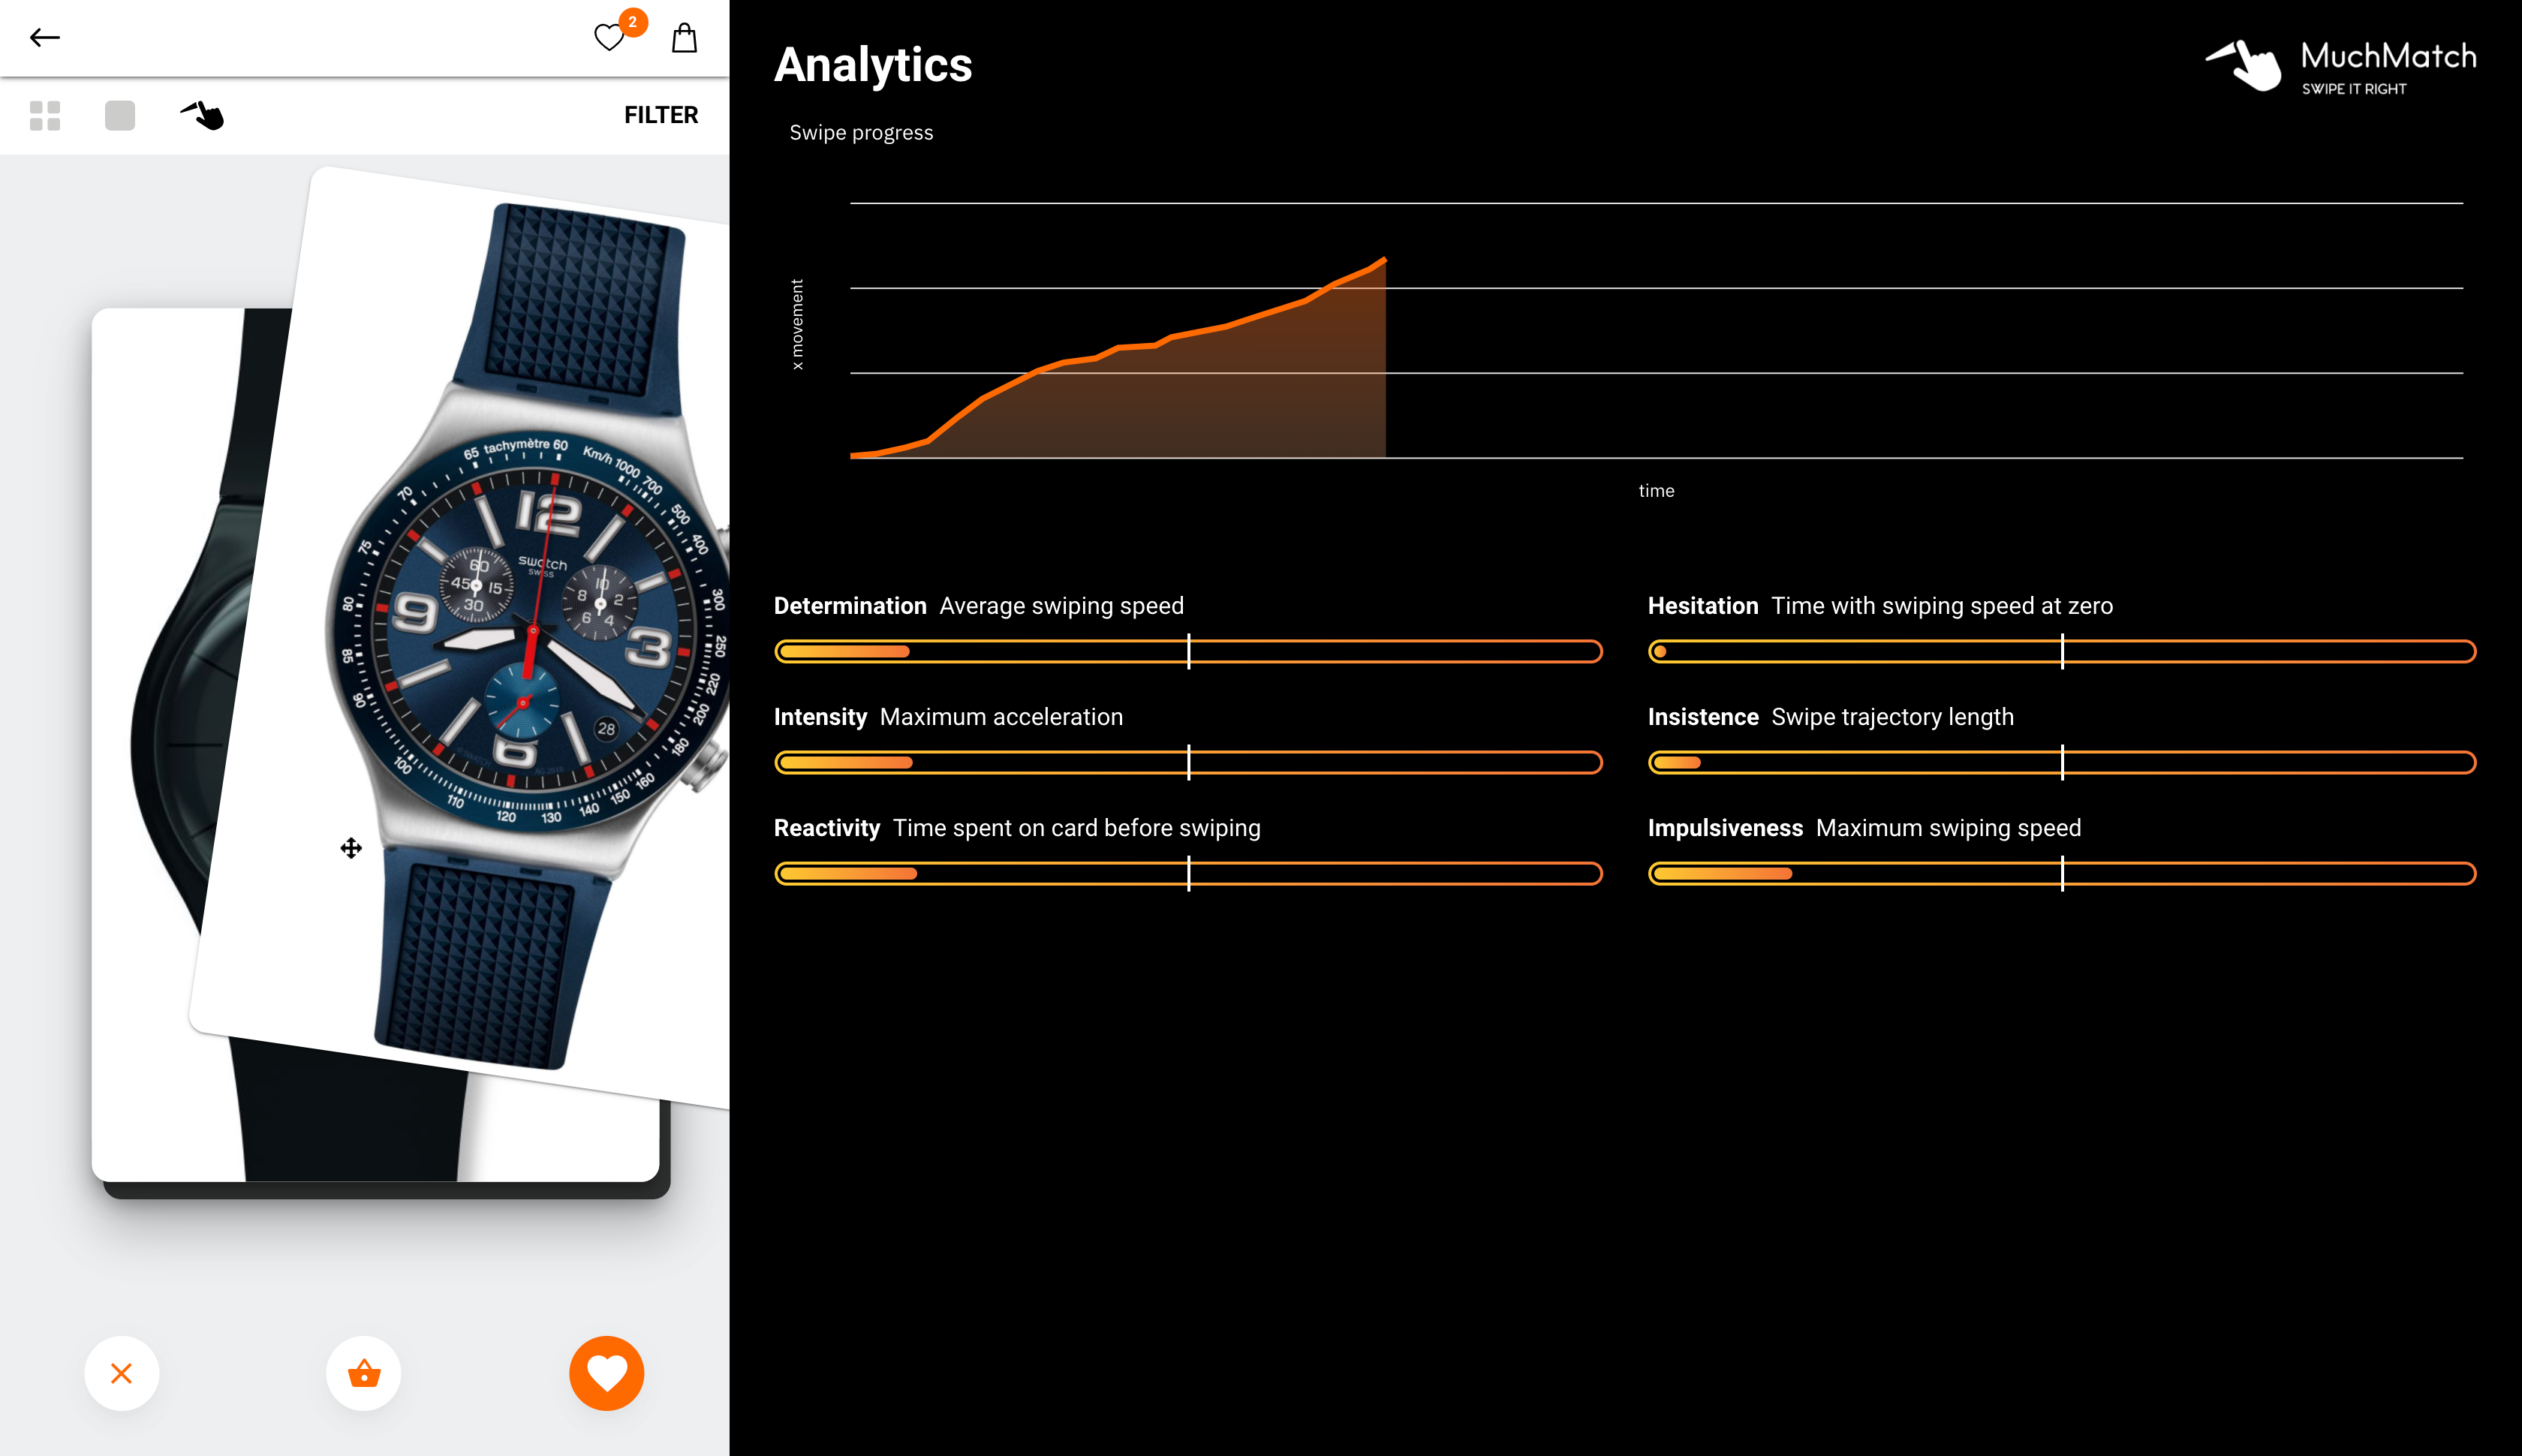 2
FILTER
65 tachymètre 60 Km/h 1000 700 500 400 300 250 220 200 180 160 150 140 130 120 110 100 90 85 80 75 70
12
swatch
SWISS
60 15 30 45
10 2 4 6 8
9
3
28
6
Analytics
MuchMatch
SWIPE IT RIGHT
Swipe progress
x movement
time
Determination Average swiping speed
Hesitation Time with swiping speed at zero
Intensity Maximum acceleration
Insistence Swipe trajectory length
Reactivity Time spent on card before swiping
Impulsiveness Maximum swiping speed